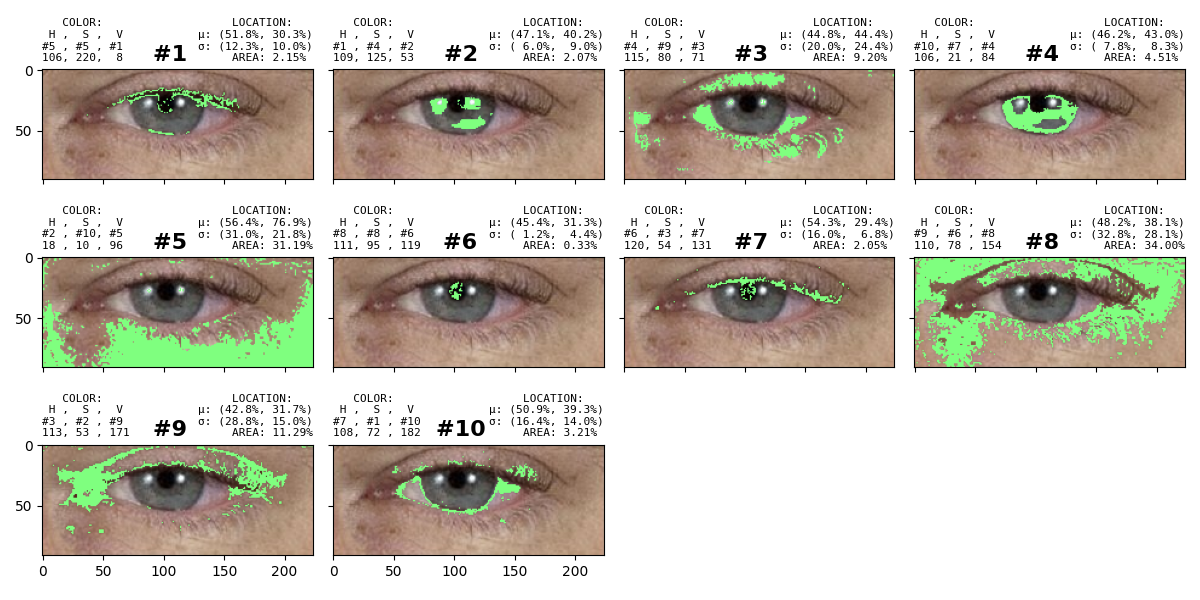 COLOR: LOCATION:
H , S , V μ: (51.8%, 30.3%)
#5 , #5 , #1 #1 σ: (12.3%, 10.0%)
106, 220, 8 AREA: 2.15%
COLOR: LOCATION:
H , S , V μ: (47.1%, 40.2%)
#1 , #4 , #2 #2 σ: ( 6.0%, 9.0%)
109, 125, 53 AREA: 2.07%
COLOR: LOCATION:
H , S , V μ: (44.8%, 44.4%)
#4 , #9 , #3 #3 σ: (20.0%, 24.4%)
115, 80 , 71 AREA: 9.20%
COLOR: LOCATION:
H , S , V μ: (46.2%, 43.0%)
#10, #7 , #4 #4 σ: ( 7.8%, 8.3%)
106, 21 , 84 AREA: 4.51%
0
50
COLOR: LOCATION:
H , S , V μ: (56.4%, 76.9%)
#2 , #10, #5 #5 σ: (31.0%, 21.8%)
18 , 10 , 96 AREA: 31.19%
COLOR: LOCATION:
H , S , V μ: (45.4%, 31.3%)
#8 , #8 , #6 #6 σ: ( 1.2%, 4.4%)
111, 95 , 119 AREA: 0.33%
COLOR: LOCATION:
H , S , V μ: (54.3%, 29.4%)
#6 , #3 , #7 #7 σ: (16.0%, 6.8%)
120, 54 , 131 AREA: 2.05%
COLOR: LOCATION:
H , S , V μ: (48.2%, 38.1%)
#9 , #6 , #8 #8 σ: (32.8%, 28.1%)
110, 78 , 154 AREA: 34.00%
0
50
COLOR: LOCATION:
H , S , V μ: (42.8%, 31.7%)
#3 , #2 , #9 #9 σ: (28.8%, 15.0%)
113, 53 , 171 AREA: 11.29%
COLOR: LOCATION:
H , S , V μ: (50.9%, 39.3%)
#7 , #1 , #10 #10 σ: (16.4%, 14.0%)
108, 72 , 182 AREA: 3.21%
0
50
0 50 100 150 200
0 50 100 150 200